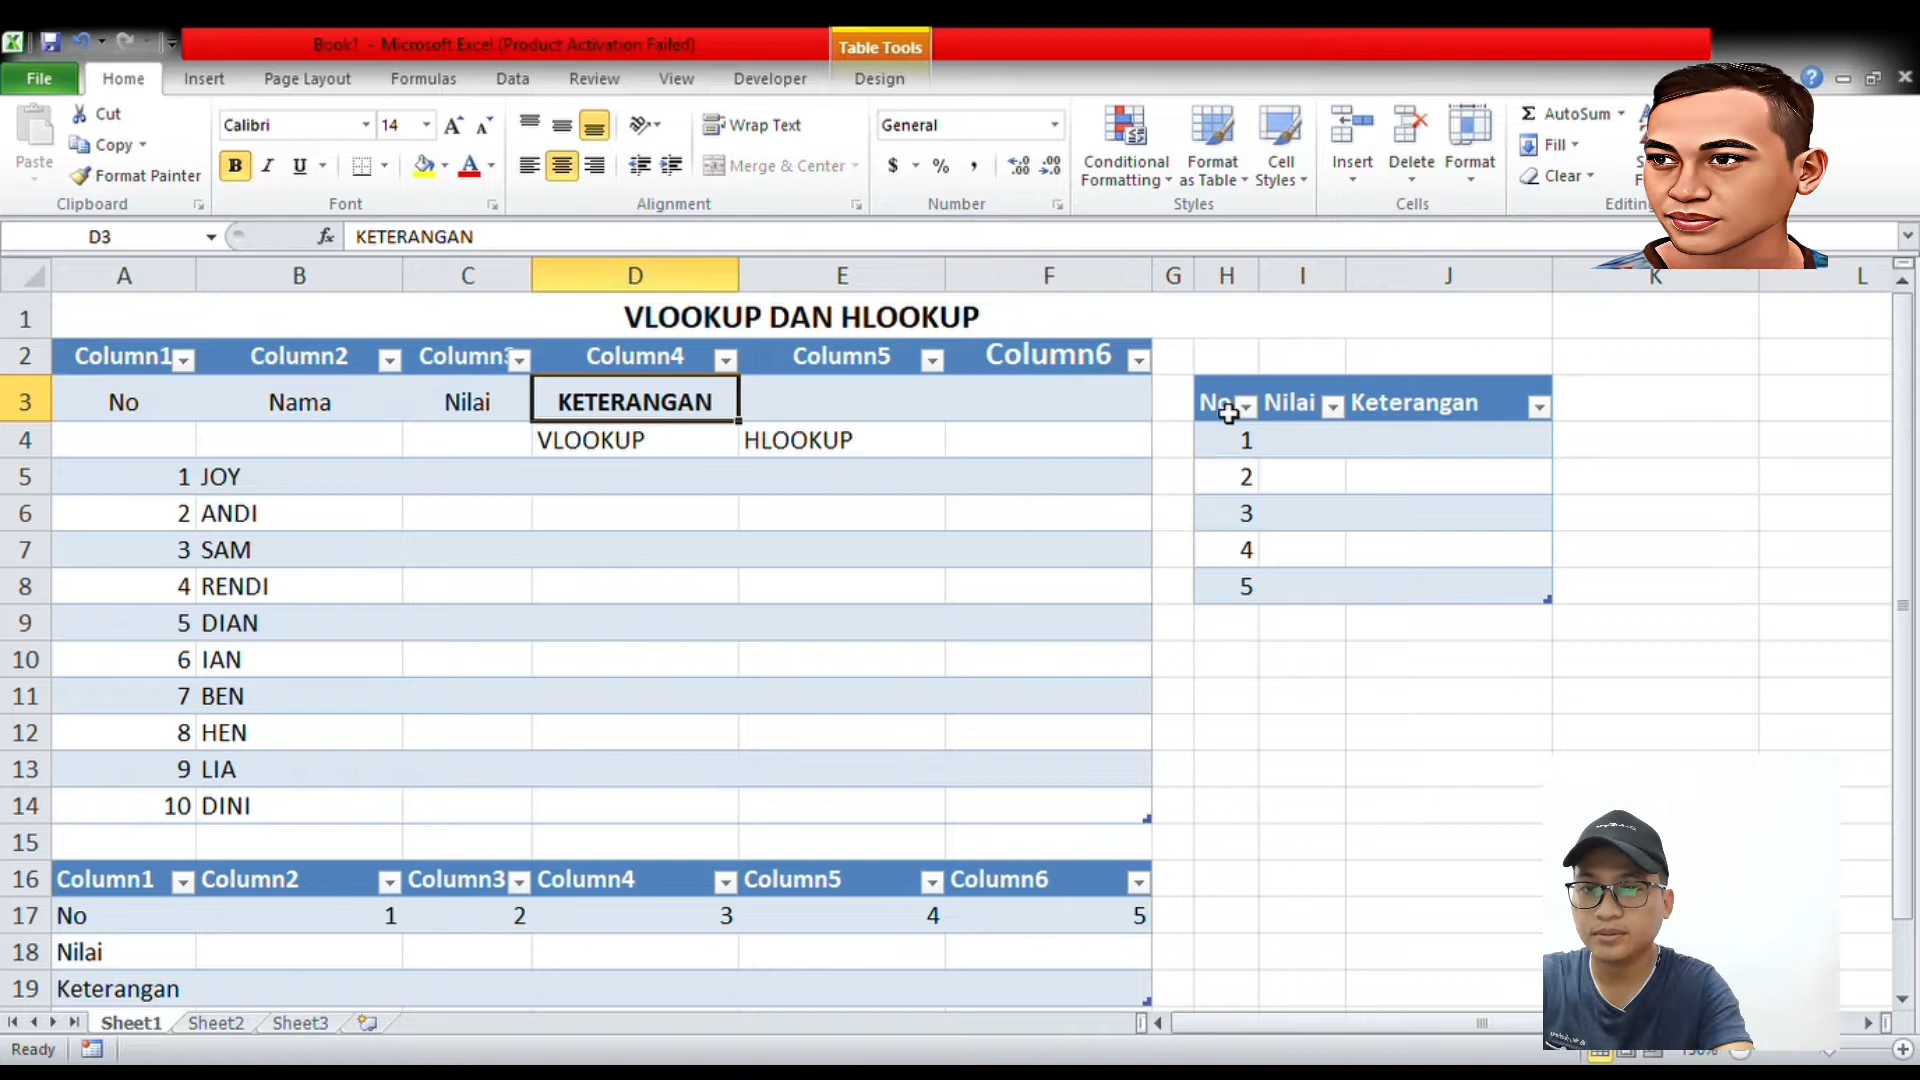 Book1 - Microsoft Excel (Product Activation Failed)
Table Tools
File Home Insert Page Layout Formulas Data Review View Developer Design
Paste
Cut
Copy
Format Painter
Clipboard
Calibri 14
B I U
Font
Wrap Text
Merge & Center
Alignment
General
$ % ,
Number
Conditional Formatting
Format as Table
Cell Styles
Styles
Insert Delete Format
Cells
Σ AutoSum
Fill
Clear
Editing
D3 fx KETERANGAN
A B C D E F G H I J K L
1 VLOOKUP DAN HLOOKUP
2 Column1 Column2 Column3 Column4 Column5 Column6
3 No Nama Nilai KETERANGAN No Nilai Keterangan
4 VLOOKUP HLOOKUP 1
5 1 JOY 2
6 2 ANDI 3
7 3 SAM 4
8 4 RENDI 5
9 5 DIAN
10 6 IAN
11 7 BEN
12 8 HEN
13 9 LIA
14 10 DINI
15
16 Column1 Column2 Column3 Column4 Column5 Column6
17 No 1 2 3 4 5
18 Nilai
19 Keterangan
Sheet1 Sheet2 Sheet3
Ready